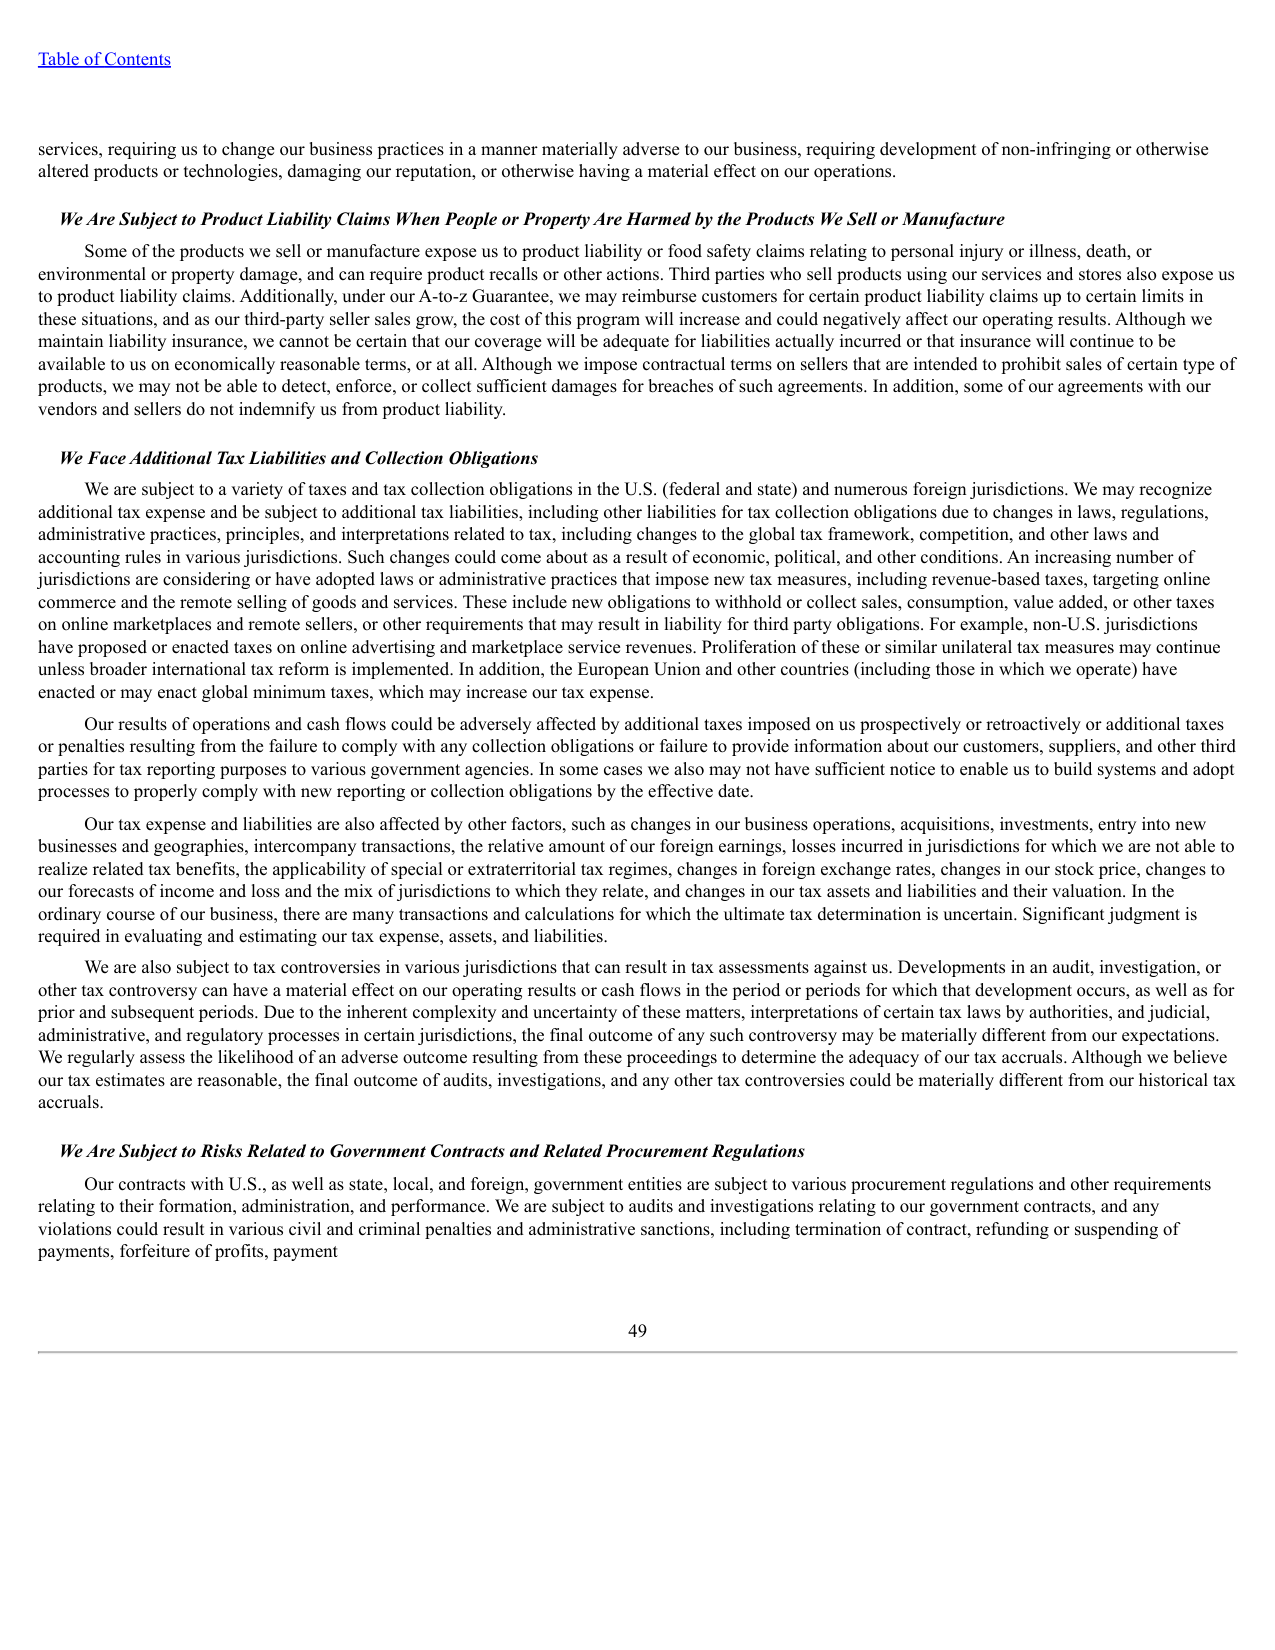 Table of Contents
services, requiring us to change our business practices in a manner materially adverse to our business, requiring development of non-infringing or otherwise
altered products or technologies, damaging our reputation, or otherwise having a material effect on our operations.
We Are Subject to Product Liability Claims When People or Property Are Harmed by the Products We Sell or Manufacture
Some of the products we sell or manufacture expose us to product liability or food safety claims relating to personal injury or illness, death, or
environmental or property damage, and can require product recalls or other actions. Third parties who sell products using our services and stores also expose us
to product liability claims. Additionally, under our A-to-z Guarantee, we may reimburse customers for certain product liability claims up to certain limits in
these situations, and as our third-party seller sales grow, the cost of this program will increase and could negatively affect our operating results. Although we
maintain liability insurance, we cannot be certain that our coverage will be adequate for liabilities actually incurred or that insurance will continue to be
available to us on economically reasonable terms, or at all. Although we impose contractual terms on sellers that are intended to prohibit sales of certain type of
products, we may not be able to detect, enforce, or collect sufficient damages for breaches of such agreements. In addition, some of our agreements with our
vendors and sellers do not indemnify us from product liability.
We Face Additional Tax Liabilities and Collection Obligations
We are subject to a variety of taxes and tax collection obligations in the U.S. (federal and state) and numerous foreign jurisdictions. We may recognize
additional tax expense and be subject to additional tax liabilities, including other liabilities for tax collection obligations due to changes in laws, regulations,
administrative practices, principles, and interpretations related to tax, including changes to the global tax framework, competition, and other laws and
accounting rules in various jurisdictions. Such changes could come about as a result of economic, political, and other conditions. An increasing number of
jurisdictions are considering or have adopted laws or administrative practices that impose new tax measures, including revenue-based taxes, targeting online
commerce and the remote selling of goods and services. These include new obligations to withhold or collect sales, consumption, value added, or other taxes
on online marketplaces and remote sellers, or other requirements that may result in liability for third party obligations. For example, non-U.S. jurisdictions
have proposed or enacted taxes on online advertising and marketplace service revenues. Proliferation of these or similar unilateral tax measures may continue
unless broader international tax reform is implemented. In addition, the European Union and other countries (including those in which we operate) have
enacted or may enact global minimum taxes, which may increase our tax expense.
Our results of operations and cash flows could be adversely affected by additional taxes imposed on us prospectively or retroactively or additional taxes
or penalties resulting from the failure to comply with any collection obligations or failure to provide information about our customers, suppliers, and other third
parties for tax reporting purposes to various government agencies. In some cases we also may not have sufficient notice to enable us to build systems and adopt
processes to properly comply with new reporting or collection obligations by the effective date.
Our tax expense and liabilities are also affected by other factors, such as changes in our business operations, acquisitions, investments, entry into new
businesses and geographies, intercompany transactions, the relative amount of our foreign earnings, losses incurred in jurisdictions for which we are not able to
realize related tax benefits, the applicability of special or extraterritorial tax regimes, changes in foreign exchange rates, changes in our stock price, changes to
our forecasts of income and loss and the mix of jurisdictions to which they relate, and changes in our tax assets and liabilities and their valuation. In the
ordinary course of our business, there are many transactions and calculations for which the ultimate tax determination is uncertain. Significant judgment is
required in evaluating and estimating our tax expense, assets, and liabilities.
We are also subject to tax controversies in various jurisdictions that can result in tax assessments against us. Developments in an audit, investigation, or
other tax controversy can have a material effect on our operating results or cash flows in the period or periods for which that development occurs, as well as for
prior and subsequent periods. Due to the inherent complexity and uncertainty of these matters, interpretations of certain tax laws by authorities, and judicial,
administrative, and regulatory processes in certain jurisdictions, the final outcome of any such controversy may be materially different from our expectations.
We regularly assess the likelihood of an adverse outcome resulting from these proceedings to determine the adequacy of our tax accruals. Although we believe
our tax estimates are reasonable, the final outcome of audits, investigations, and any other tax controversies could be materially different from our historical tax
accruals.
We Are Subject to Risks Related to Government Contracts and Related Procurement Regulations
Our contracts with U.S., as well as state, local, and foreign, government entities are subject to various procurement regulations and other requirements
relating to their formation, administration, and performance. We are subject to audits and investigations relating to our government contracts, and any
violations could result in various civil and criminal penalties and administrative sanctions, including termination of contract, refunding or suspending of
payments, forfeiture of profits, payment
49